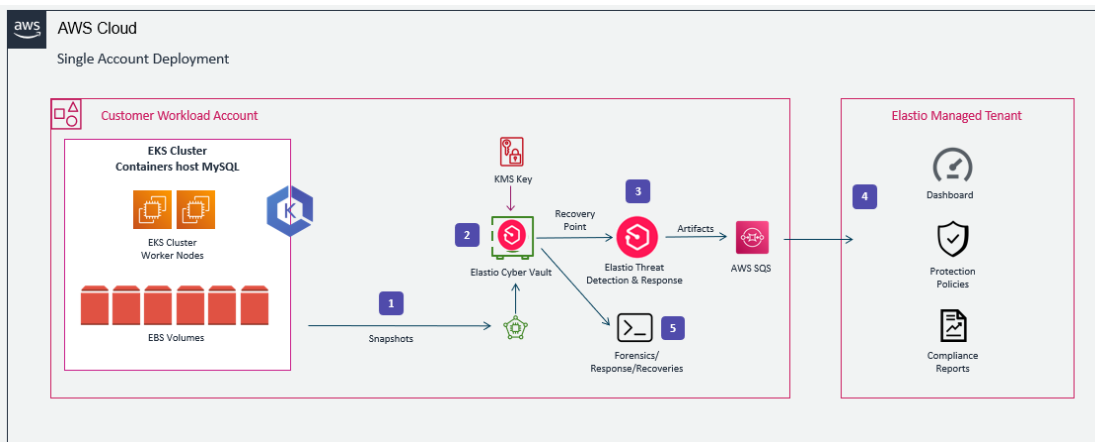 aws
AWS Cloud
Single Account Deployment
Customer Workload Account
EKS Cluster
Containers host MySQL
K
EKS Cluster
Worker Nodes
EBS Volumes
1
Snapshots
KMS Key
2
Elastio Cyber Vault
Recovery
Point
3
Elastio Threat
Detection & Response
Artifacts
AWS SQS
5
Forensics/
Response/Recoveries
4
Elastio Managed Tenant
Dashboard
Protection
Policies
Compliance
Reports